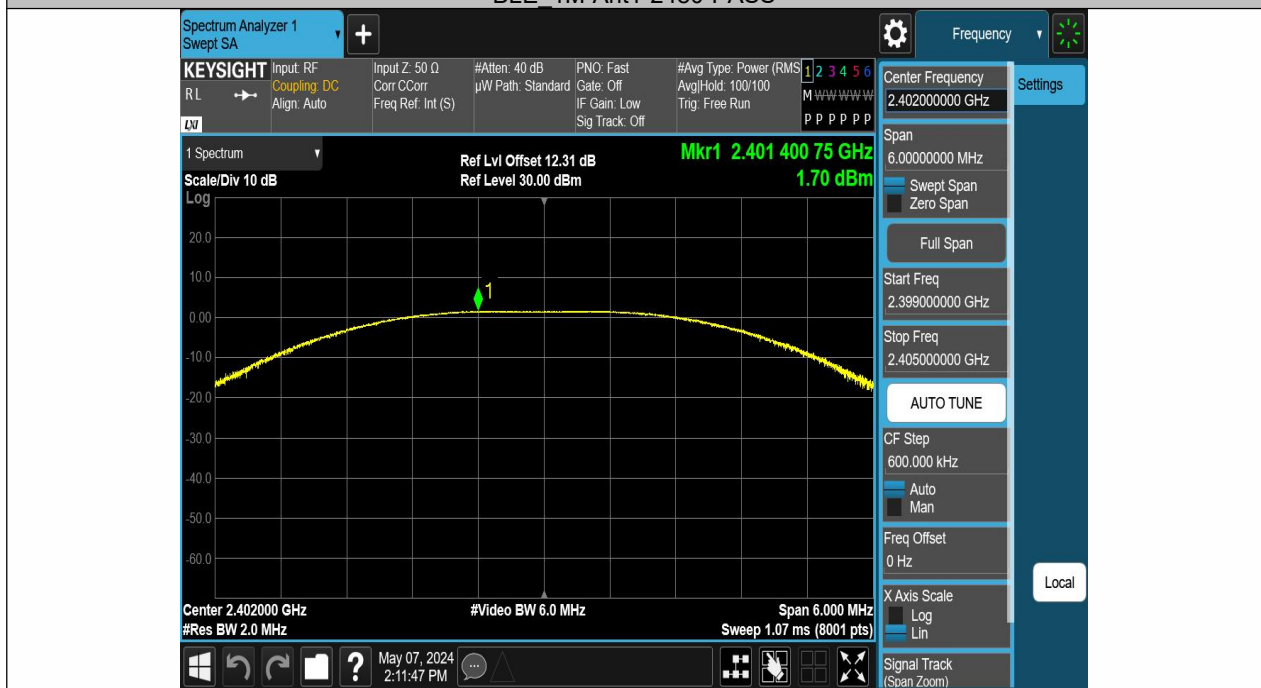 Spectrum Analyzer 1
Swept SA
Frequency
KEYSIGHT
RL
LXI
Input: RF
Coupling: DC
Align: Auto
Input Z: 50 Ω
Corr CCorr
Freq Ref: Int (S)
#Atten: 40 dB
µW Path: Standard
PNO: Fast
Gate: Off
IF Gain: Low
Sig Track: Off
#Avg Type: Power (RMS
Avg|Hold: 100/100
Trig: Free Run
1 2 3 4 5 6
M W W W W W
P P P P P P
Settings
1 Spectrum
Scale/Div 10 dB
Log
Ref Lvl Offset 12.31 dB
Ref Level 30.00 dBm
Mkr1 2.401 400 75 GHz
1.70 dBm
20.0
10.0
0.00
-10.0
-20.0
-30.0
-40.0
-50.0
-60.0
1
Center 2.402000 GHz
#Res BW 2.0 MHz
#Video BW 6.0 MHz
Span 6.000 MHz
Sweep 1.07 ms (8001 pts)
Center Frequency
2.402000000 GHz
Span
6.00000000 MHz
Swept Span
Zero Span
Full Span
Start Freq
2.399000000 GHz
Stop Freq
2.405000000 GHz
AUTO TUNE
CF Step
600.000 kHz
Auto
Man
Freq Offset
0 Hz
X Axis Scale
Log
Lin
Signal Track
(Span Zoom)
Local
?
May 07, 2024
2:11:47 PM